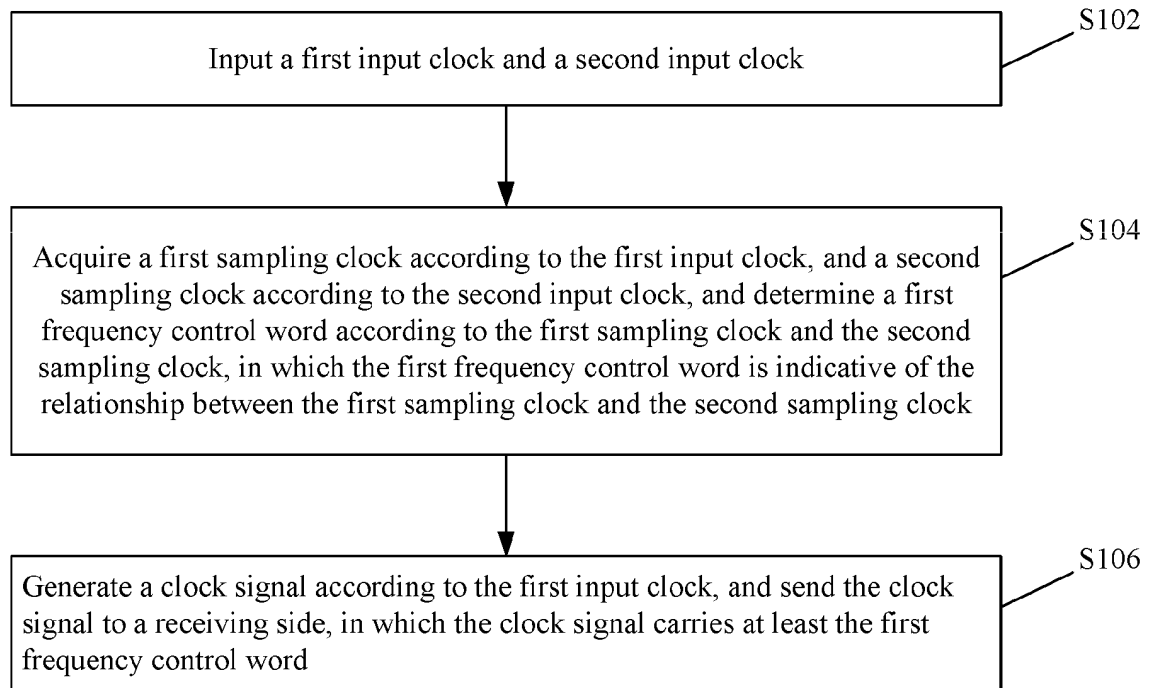 S102
Input a first input clock and a second input clock
S104
Acquire a first sampling clock according to the first input clock, and a second
sampling clock according to the second input clock, and determine a first
frequency control word according to the first sampling clock and the second
sampling clock, in which the first frequency control word is indicative of the
relationship between the first sampling clock and the second sampling clock
S106
Generate a clock signal according to the first input clock, and send the clock
signal to a receiving side, in which the clock signal carries at least the first
frequency control word